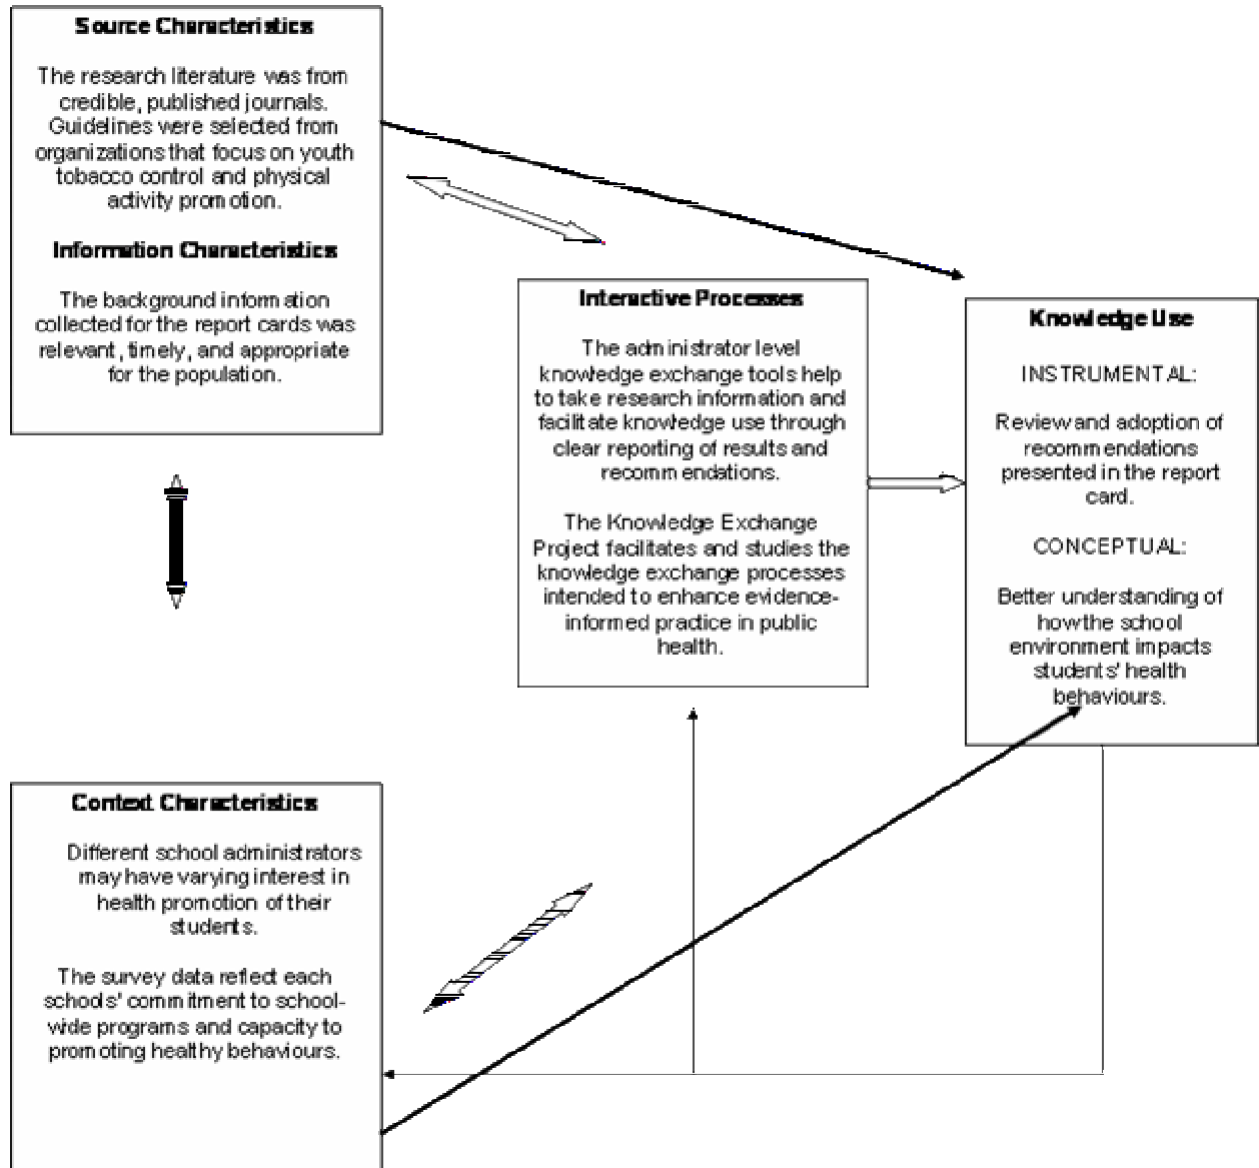 Source Characteristics
The research literature was from
credible, published journals.
Guidelines were selected from
organizations that focus on youth
tobacco control and physical
activity promotion.
Information Characteristics
The background information
collected for the report cards was
relevant, timely, and appropriate
for the population.
Interactive Processes
The administrator level
knowledge exchange tools help
to take research information and
facilitate knowledge use through
clear reporting of results and
recommendations.
The Knowledge Exchange
Project facilitates and studies the
knowledge exchange processes
intended to enhance evidence-
informed practice in public
health.
Knowledge Use
INSTRUMENTAL:
Review and adoption of
recommendations
presented in the report
card.
CONCEPTUAL:
Better understanding of
how the school
environment impacts
students' health
behaviours.
Context Characteristics
Different school administrators
may have varying interest in
health promotion of their
students.
The survey data reflect each
schools' commitment to school-
wide programs and capacity to
promoting healthy behaviours.